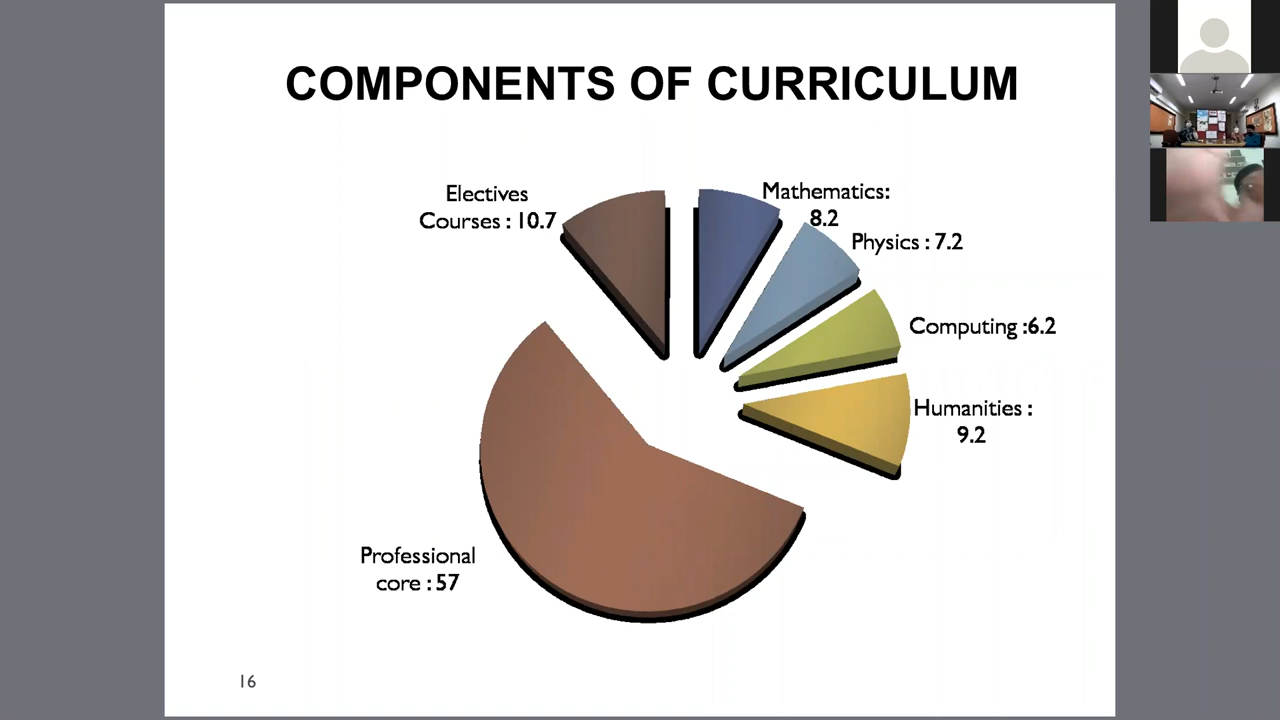 COMPONENTS OF CURRICULUM
Electives
Courses : 10.7
Mathematics:
8.2
Physics : 7.2
Computing :6.2
Humanities :
9.2
Professional
core : 57
16